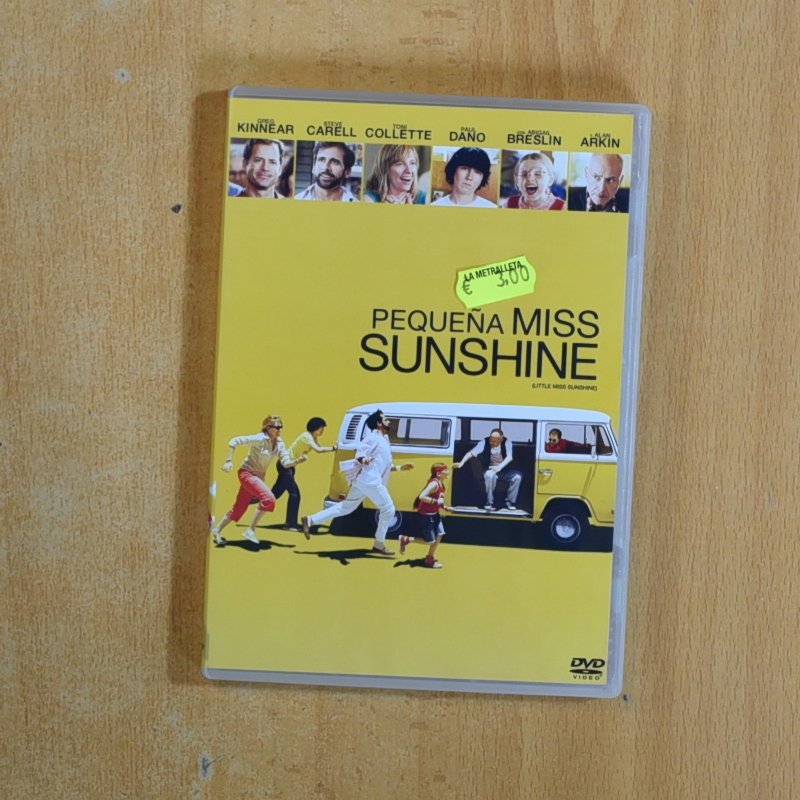 GREG KINNEAR
STEVE CARELL
TONI COLLETTE
PAUL DANO
CON ABIGAIL BRESLIN
Y ALAN ARKIN
LA METRALLETA
€ 3,00
PEQUEÑA MISS
SUNSHINE
(LITTLE MISS SUNSHINE)
DVD
VIDEO